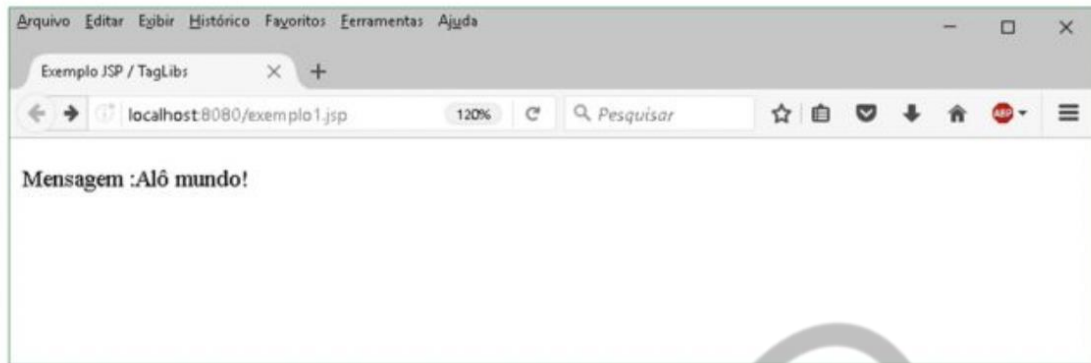 Arquivo Editar Exibir Histórico Favoritos Ferramentas Ajuda
Exemplo JSP / TagLibs
localhost:8080/exemplo1.jsp 120% Pesquisar ABP
Mensagem :Alô mundo!